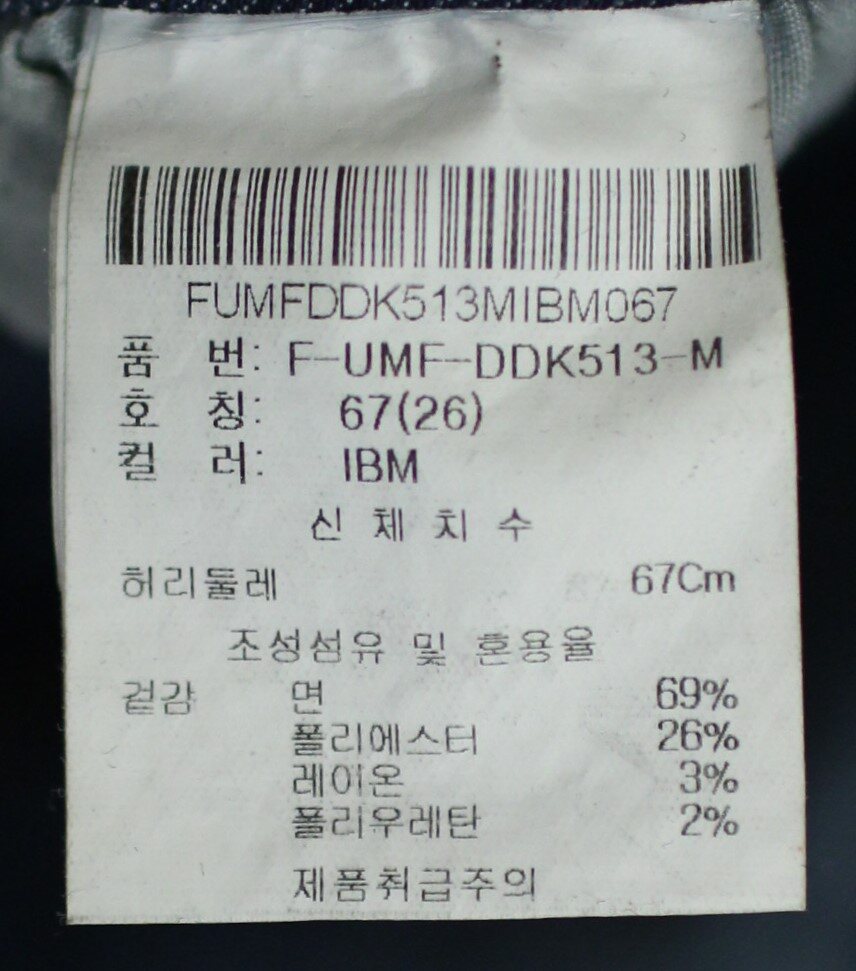 FUMFDDK513MIBM067
품 번: F-UMF-DDK513-M
호 칭: 67(26)
컬 러: IBM
신 체 치 수
허리둘레 67Cm
조성섬유 및 혼용율
겉감 면 69%
폴리에스터 26%
레이온 3%
폴리우레탄 2%
제품취급주의